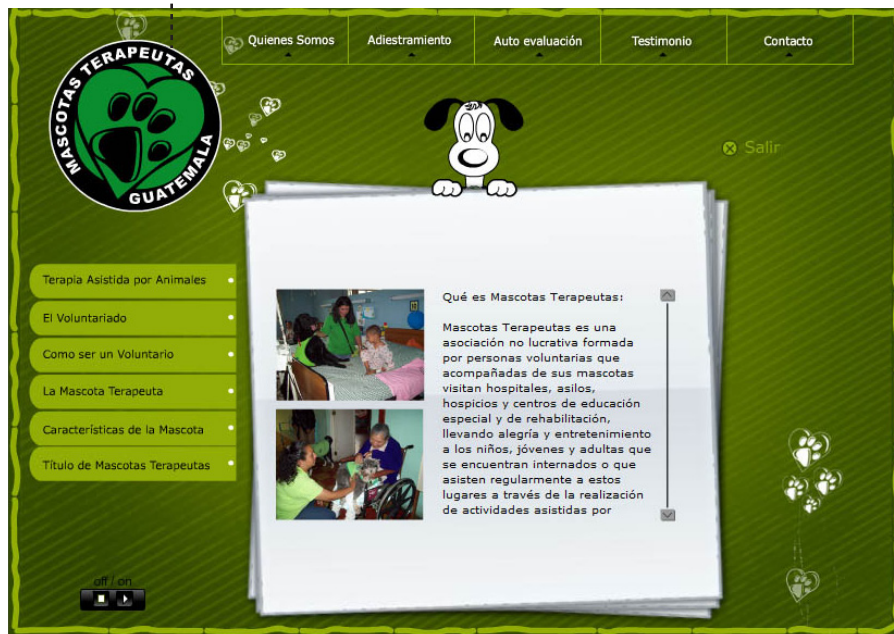 Quienes Somos
Adiestramiento
Auto evaluación
Testimonio
Contacto
MASCOTAS TERAPEUTAS
GUATEMALA
Salir
Terapia Asistida por Animales
El Voluntariado
Como ser un Voluntario
La Mascota Terapeuta
Características de la Mascota
Título de Mascotas Terapeutas
Qué es Mascotas Terapeutas:
Mascotas Terapeutas es una
asociación no lucrativa formada
por personas voluntarias que
acompañadas de sus mascotas
visitan hospitales, asilos,
hospicios y centros de educación
especial y de rehabilitación,
llevando alegría y entretenimiento
a los niños, jóvenes y adultas que
se encuentran internados o que
asisten regularmente a estos
lugares a través de la realización
de actividades asistidas por
off / on